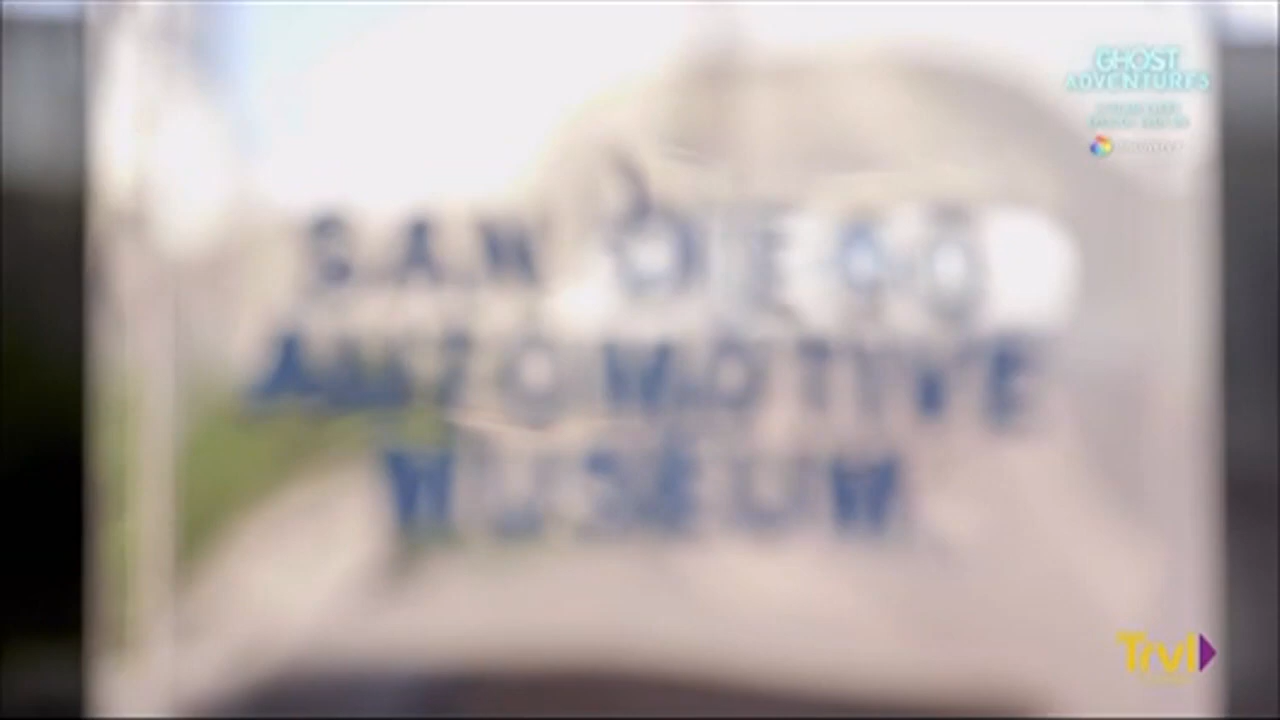 GHOST
ADVENTURES
SAN DIEGO
AUTOMOTIVE
MUSEUM
Trvl